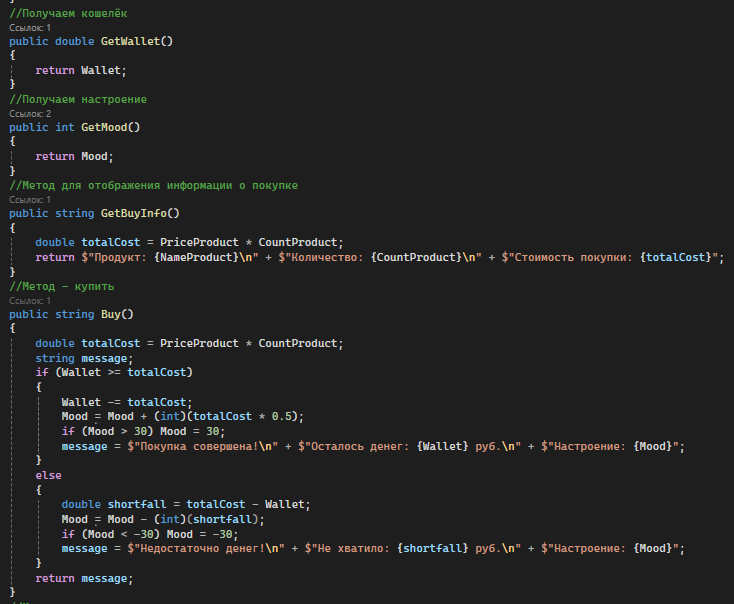 }
//Получаем кошелёк
Ссылок: 1
public double GetWallet()
{
return Wallet;
}
//Получаем настроение
Ссылок: 2
public int GetMood()
{
return Mood;
}
//Метод для отображения информации о покупке
Ссылок: 1
public string GetBuyInfo()
{
double totalCost = PriceProduct * CountProduct;
return $"Продукт: {NameProduct}\n" + $"Количество: {CountProduct}\n" + $"Стоимость покупки: {totalCost}";
}
//Метод - купить
Ссылок: 1
public string Buy()
{
double totalCost = PriceProduct * CountProduct;
string message;
if (Wallet >= totalCost)
{
Wallet -= totalCost;
Mood = Mood + (int)(totalCost * 0.5);
if (Mood > 30) Mood = 30;
message = $"Покупка совершена!\n" + $"Осталось денег: {Wallet} руб.\n" + $"Настроение: {Mood}";
}
else
{
double shortfall = totalCost - Wallet;
Mood = Mood - (int)(shortfall);
if (Mood < -30) Mood = -30;
message = $"Недостаточно денег!\n" + $"Не хватило: {shortfall} руб.\n" + $"Настроение: {Mood}";
}
return message;
}